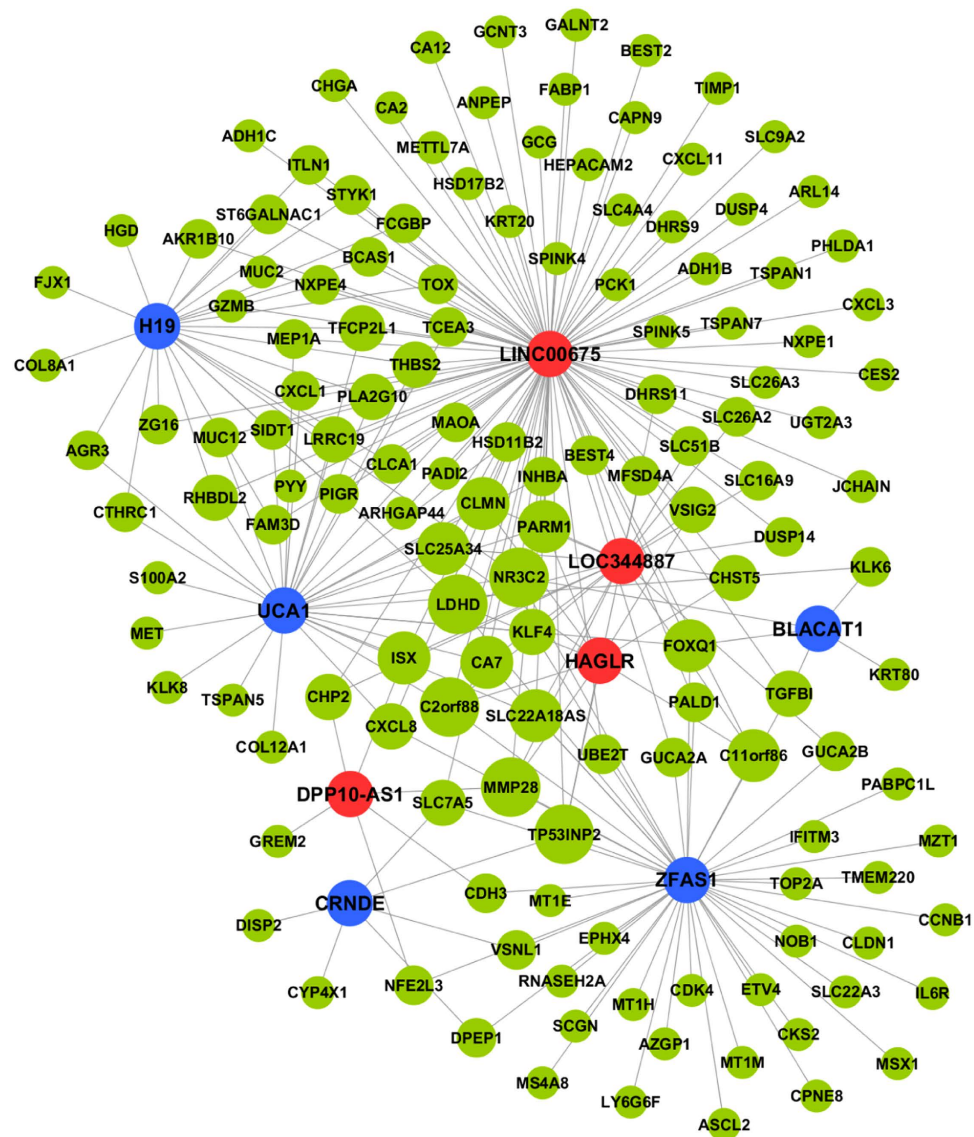 GALNT2
GCNT3
CA12
BEST2
CHGA
TIMP1
FABP1
ANPEP
CA2
CAPN9
ADH1C
SLC9A2
METTL7A
GCG
CXCL11
HEPACAM2
ITLN1
HSD17B2
ARL14
STYK1
DUSP4
SLC4A4
ST6GALNAC1
FCGBP
KRT20
DHRS9
HGD
AKR1B10
PHLDA1
BCAS1
SPINK4
ADH1B
MUC2
TSPAN1
FJX1
NXPE4
TOX
PCK1
GZMB
CXCL3
H19
TFCP2L1
TCEA3
SPINK5
TSPAN7
MEP1A
NXPE1
LINC00675
COL8A1
THBS2
CES2
SLC26A3
CXCL1
PLA2G10
DHRS11
SLC26A2
ZG16
UGT2A3
MUC12
SIDT1
LRRC19
MAOA
HSD11B2
SLC51B
AGR3
CLCA1
BEST4
PADI2
INHBA
MFSD4A
SLC16A9
JCHAIN
RHBDL2
PYY
PIGR
CLMN
CTHRC1
FAM3D
ARHGAP44
PARM1
VSIG2
SLC25A34
DUSP14
LOC344887
S100A2
NR3C2
CHST5
KLK6
UCA1
LDHD
MET
KLF4
BLACAT1
FOXQ1
ISX
CA7
HAGLR
KRT80
KLK8
TSPAN5
CHP2
C2orf88
PALD1
TGFBI
CXCL8
SLC22A18AS
COL12A1
UBE2T
GUCA2A
C11orf86
GUCA2B
DPP10-AS1
MMP28
SLC7A5
PABPC1L
GREM2
TP53INP2
IFITM3
MZT1
ZFAS1
TOP2A
TMEM220
CDH3
MT1E
CRNDE
CCNB1
DISP2
EPHX4
NOB1
CLDN1
VSNL1
CYP4X1
NFE2L3
RNASEH2A
CDK4
ETV4
SLC22A3
IL6R
MT1H
SCGN
DPEP1
AZGP1
CKS2
MT1M
MSX1
MS4A8
CPNE8
LY6G6F
ASCL2